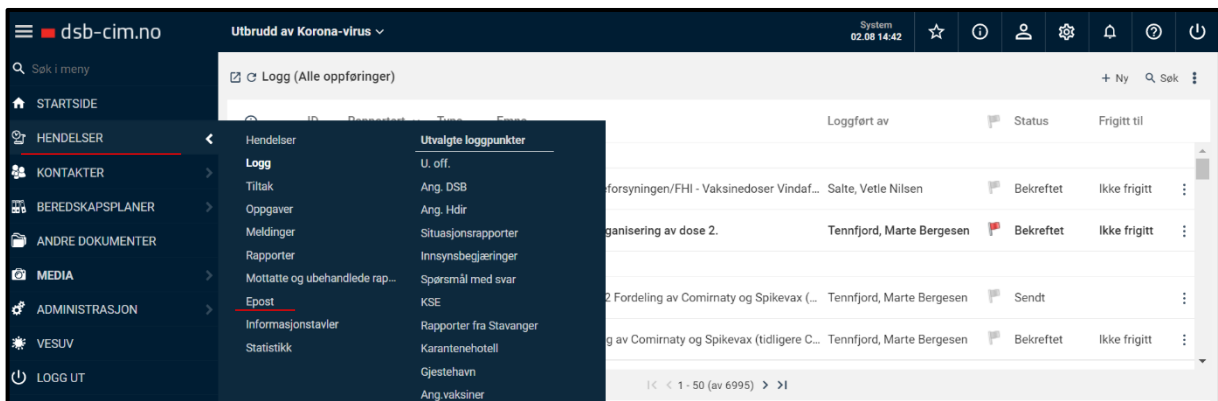 dsb-cim.no
Utbrudd av Korona-virus
System
02.08 14:42
Søk i meny
Logg (Alle oppføringer)
+ Ny
Søk
STARTSIDE
HENDELSER
KONTAKTER
BEREDSKAPSPLANER
ANDRE DOKUMENTER
MEDIA
ADMINISTRASJON
VESUV
LOGG UT
Hendelser
Logg
Tiltak
Oppgaver
Meldinger
Rapporter
Mottatte og ubehandlede rap...
Epost
Informasjonstavler
Statistikk
Utvalgte loggpunkter
U. off.
Ang. DSB
Ang. Hdir
Situasjonsrapporter
Innsynsbegjæringer
Spørsmål med svar
KSE
Rapporter fra Stavanger
Karantenehotell
Gjestehavn
Ang.vaksiner
Loggført av Status Frigitt til
eforsyningen/FHI - Vaksinedoser Vindaf... Salte, Vetle Nilsen Bekreftet Ikke frigitt
ganisering av dose 2. Tennfjord, Marte Bergesen Bekreftet Ikke frigitt
2 Fordeling av Comirnaty og Spikevax (... Tennfjord, Marte Bergesen Sendt
g av Comirnaty og Spikevax (tidligere C... Tennfjord, Marte Bergesen Bekreftet Ikke frigitt
1 - 50 (av 6995)